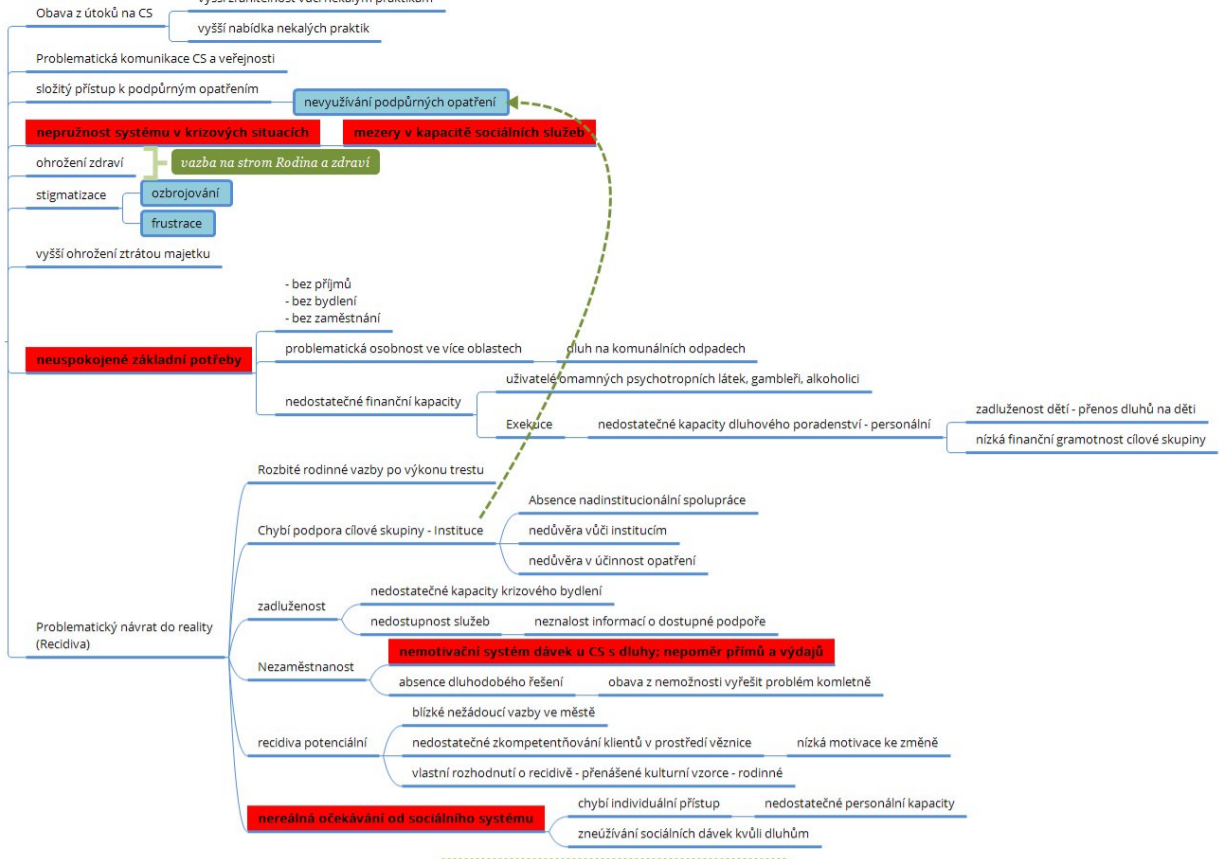 vyšší zranitelnost vůči nekalým praktikám
Obava z útoků na CS
vyšší nabídka nekalých praktik
Problematická komunikace CS a veřejnosti
složitý přístup k podpůrným opatřením
nevyužívání podpůrných opatření
nepružnost systému v krizových situacích
mezery v kapacitě sociálních služeb
ohrožení zdraví
vazba na strom Rodina a zdraví
stigmatizace
ozbrojování
frustrace
vyšší ohrožení ztrátou majetku
neuspokojené základní potřeby
- bez příjmů
- bez bydlení
- bez zaměstnání
problematická osobnost ve více oblastech
dluh na komunálních odpadech
nedostatečné finanční kapacity
uživatelé omamných psychotropních látek, gambleři, alkoholici
Exekuce
nedostatečné kapacity dluhového poradenství - personální
zadluženost dětí - přenos dluhů na děti
nízká finanční gramotnost cílové skupiny
Problematický návrat do reality
(Recidiva)
Rozbité rodinné vazby po výkonu trestu
Chybí podpora cílové skupiny - Instituce
Absence nadinstitucionální spolupráce
nedůvěra vůči institucím
nedůvěra v účinnost opatření
zadluženost
nedostatečné kapacity krizového bydlení
nedostupnost služeb
neznalost informací o dostupné podpoře
Nezaměstnanost
nemotivační systém dávek u CS s dluhy; nepoměr přímů a výdajů
absence dluhodobého řešení
obava z nemožnosti vyřešit problém komletně
recidiva potenciální
blízké nežádoucí vazby ve městě
nedostatečné zkompetentňování klientů v prostředí věznice
nízká motivace ke změně
vlastní rozhodnutí o recidivě - přenášené kulturní vzorce - rodinné
nereálná očekávání od sociálního systému
chybí individuální přístup
nedostatečné personální kapacity
zneúžívání sociálních dávek kvůli dluhům